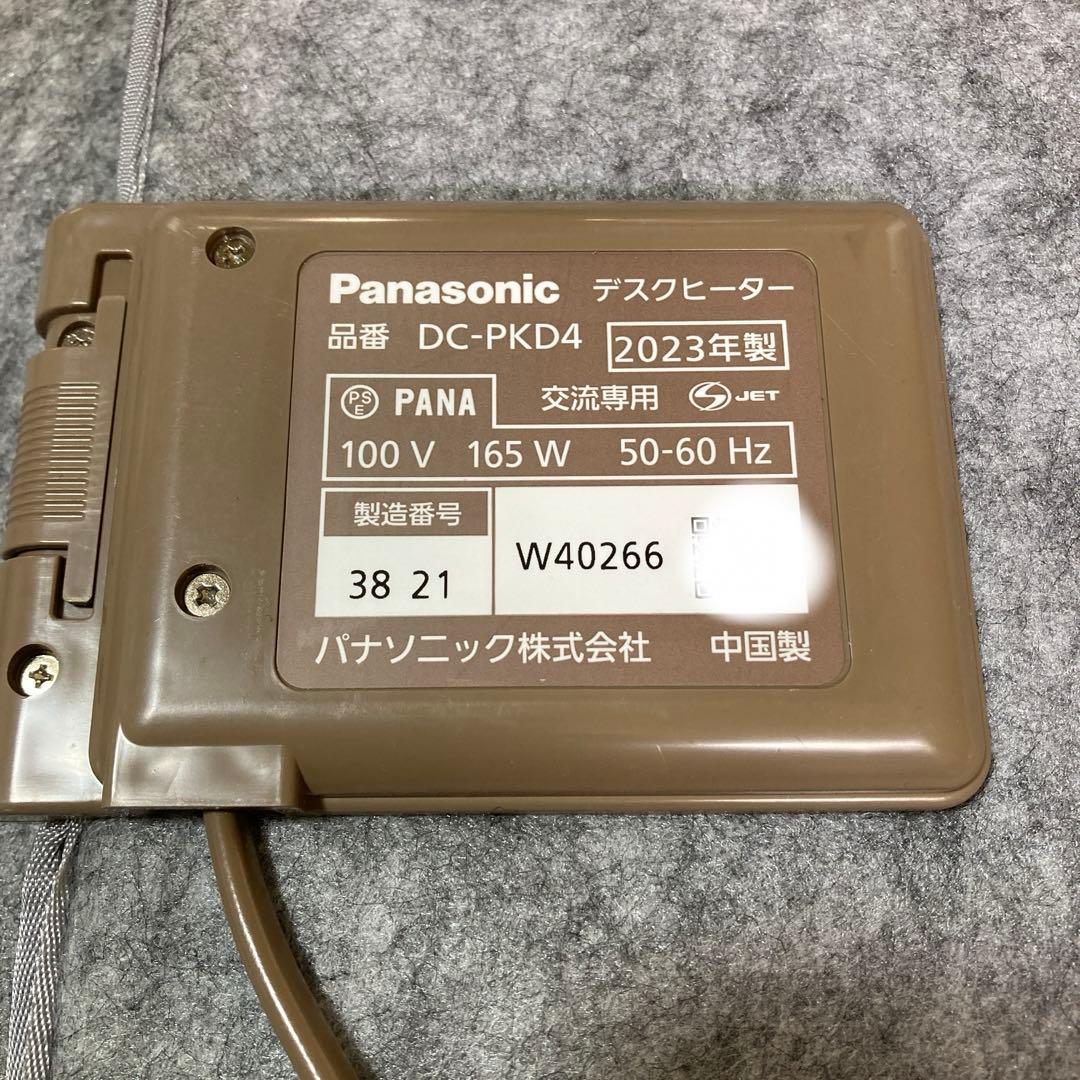 Panasonic デスクヒーター
品番 DC-PKD4 2023年製
PSE PANA 交流専用 JET
100 V 165 W 50-60 Hz
製造番号
38 21 W40266
パナソニック株式会社 中国製